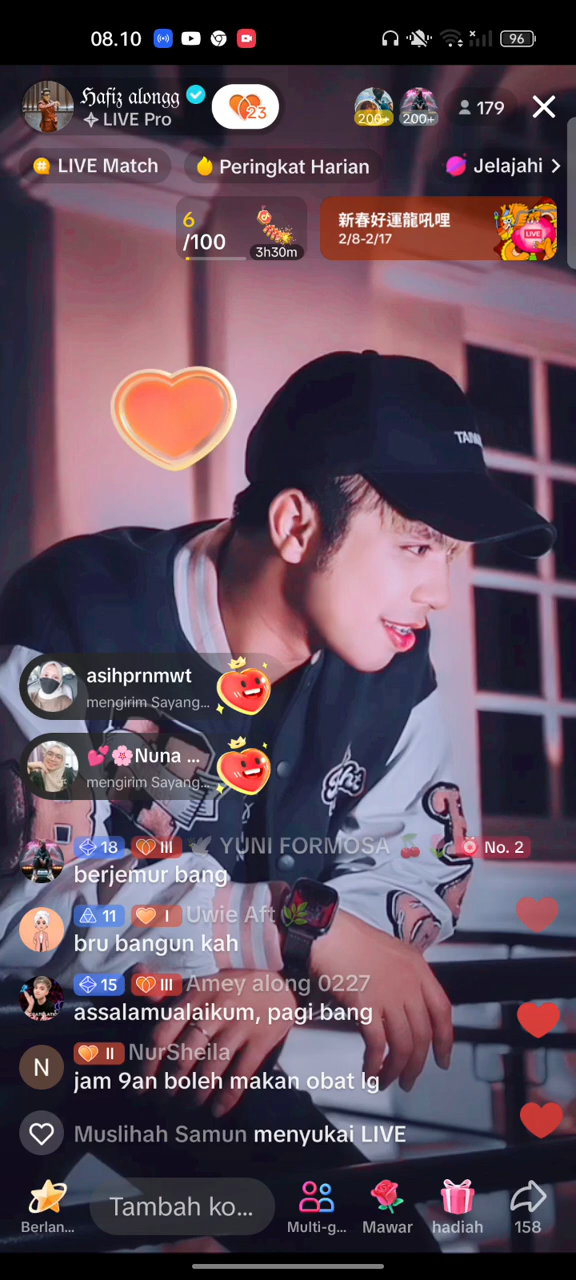 08.10
96
ℌafiz alongg
LIVE Pro
23
200+
200+
179
LIVE Match
Peringkat Harian
Jelajahi
6
/100
3h30m
新春好運龍吼哩
2/8-2/17
LIVE
asihprnmwt
mengirim Sayang...
💕🌸Nuna ...
mengirim Sayang...
18 III 🕊 YUNI FORMOSA 🍒 No. 2
berjemur bang
11 I Uwie Aft🌿
bru bangun kah
15 III Amey along 0227
assalamualaikum, pagi bang
N
II NurSheila
jam 9an boleh makan obat lg
Muslihah Samun menyukai LIVE
Berlan...
Tambah ko...
Multi-g...
Mawar
hadiah
158